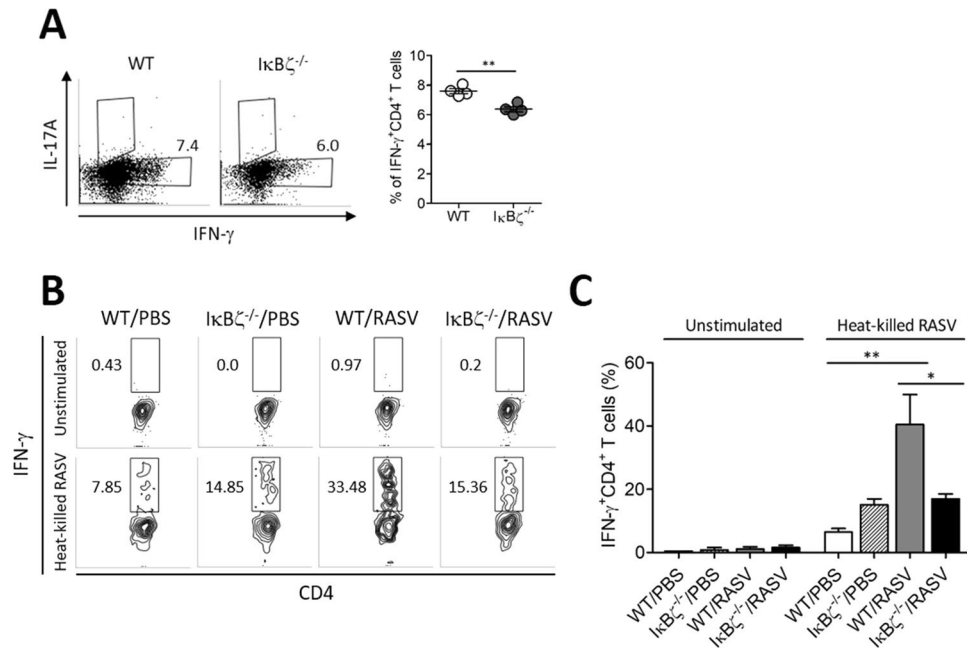 A
WT
IκBζ⁻/⁻
IL-17A
7.4
6.0
IFN-γ
% of IFN-γ⁺CD4⁺ T cells
10
8
6
4
2
0
**
WT
IκBζ⁻/⁻
B
WT/PBS
IκBζ⁻/⁻/PBS
WT/RASV
IκBζ⁻/⁻/RASV
IFN-γ
Unstimulated
0.43
0.0
0.97
0.2
Heat-killed RASV
7.85
14.85
33.48
15.36
CD4
C
Unstimulated
Heat-killed RASV
IFN-γ⁺CD4⁺ T cells (%)
60
40
20
0
**
*
WT/PBS
IκBζ⁻/⁻/PBS
WT/RASV
IκBζ⁻/⁻/RASV
WT/PBS
IκBζ⁻/⁻/PBS
WT/RASV
IκBζ⁻/⁻/RASV